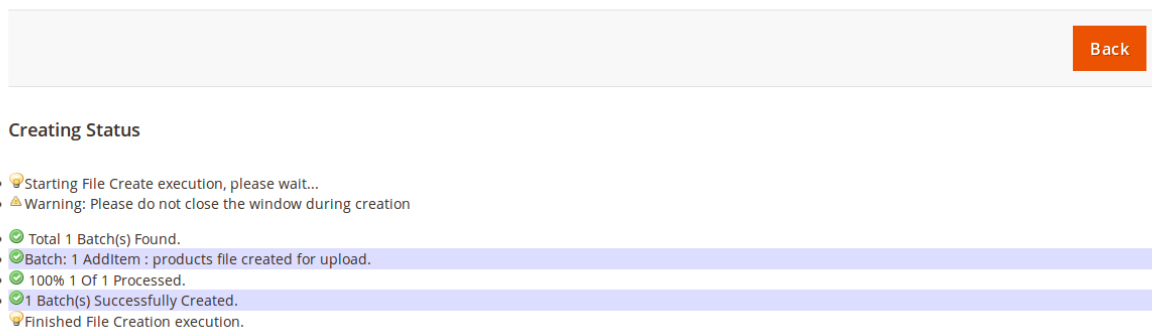 Back
Creating Status
Starting File Create execution, please wait...
Warning: Please do not close the window during creation
Total 1 Batch(s) Found.
Batch: 1 AddItem : products file created for upload.
100% 1 Of 1 Processed.
1 Batch(s) Successfully Created.
Finished File Creation execution.